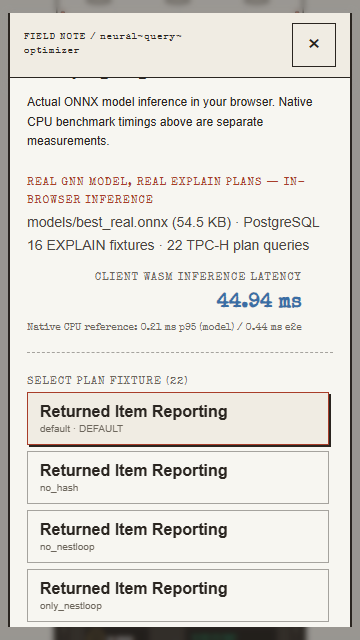 FIELD NOTE / neural-query-
optimizer
×
Actual ONNX model inference in your browser. Native
CPU benchmark timings above are separate
measurements.
REAL GNN MODEL, REAL EXPLAIN PLANS — IN-
BROWSER INFERENCE
models/best_real.onnx (54.5 KB) · PostgreSQL
16 EXPLAIN fixtures · 22 TPC-H plan queries
CLIENT WASM INFERENCE LATENCY
44.94 ms
Native CPU reference: 0.21 ms p95 (model) / 0.44 ms e2e
SELECT PLAN FIXTURE (22)
Returned Item Reporting
default · DEFAULT
Returned Item Reporting
no_hash
Returned Item Reporting
no_nestloop
Returned Item Reporting
only_nestloop